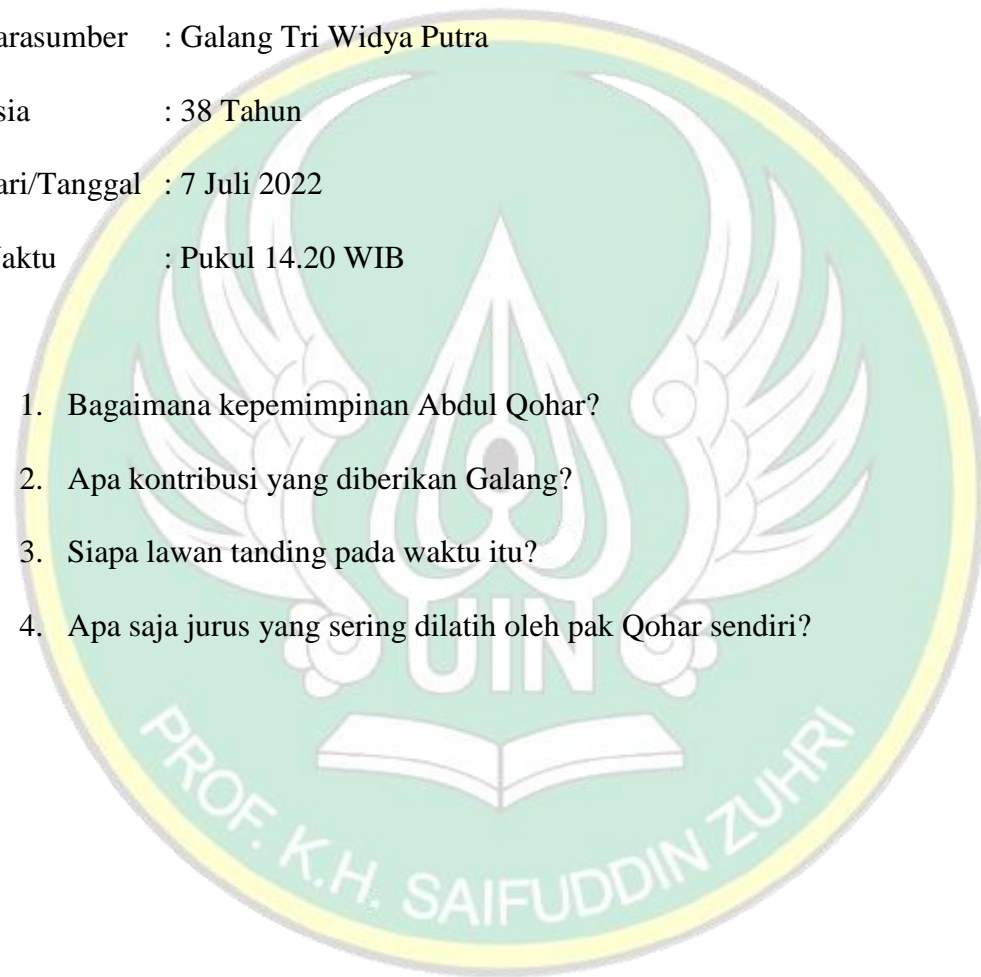 arasumber : Galang Tri Widya Putra
sia : 38 Tahun
ari/Tanggal : 7 Juli 2022
aktu : Pukul 14.20 WIB
1. Bagaimana kepemimpinan Abdul Qohar?
2. Apa kontribusi yang diberikan Galang?
3. Siapa lawan tanding pada waktu itu?
4. Apa saja jurus yang sering dilatih oleh pak Qohar sendiri?
UIN
PROF. K.H. SAIFUDDIN ZUHRI